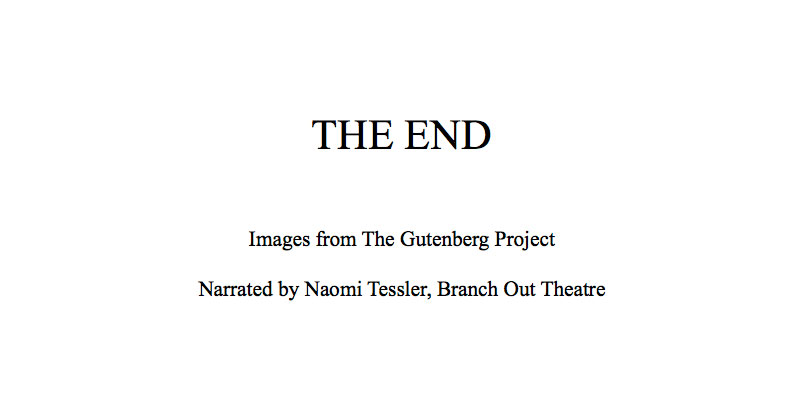 THE END
Images from The Gutenberg Project
Narrated by Naomi Tessler, Branch Out Theatre